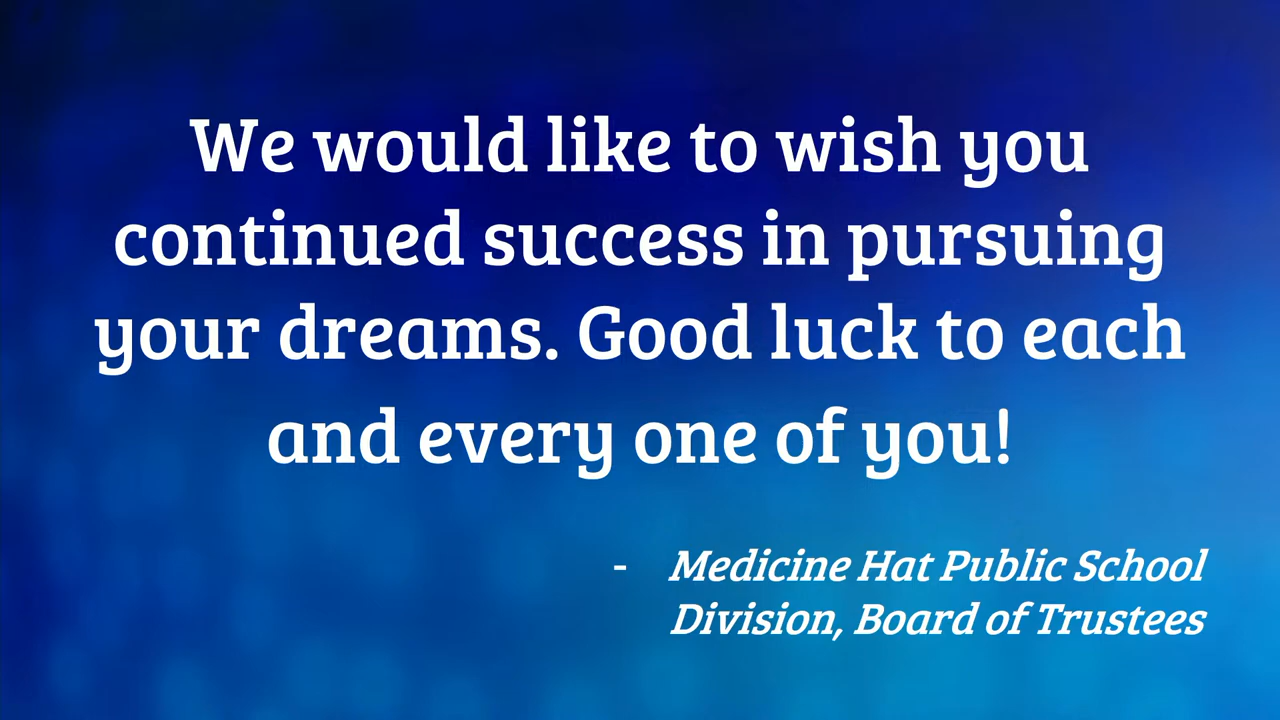 We would like to wish you
continued success in pursuing
your dreams. Good luck to each
and every one of you!
- Medicine Hat Public School
Division, Board of Trustees